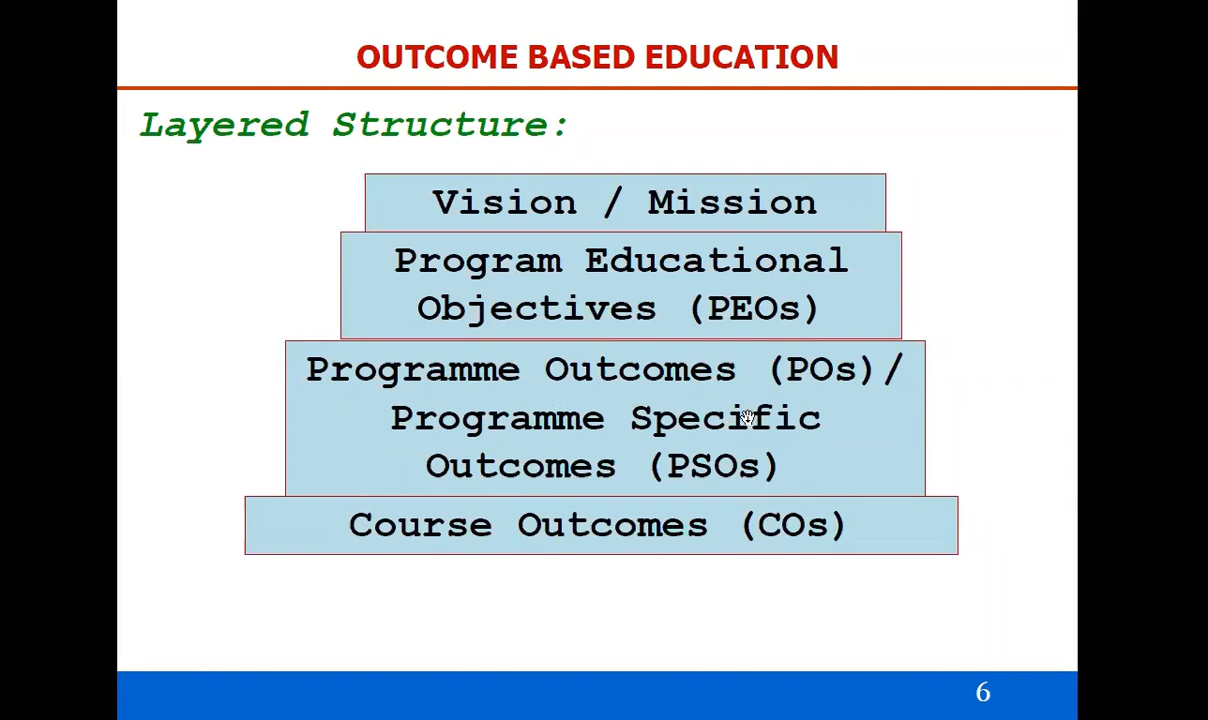 OUTCOME BASED EDUCATION
Layered Structure:
Vision / Mission
Program Educational
Objectives (PEOs)
Programme Outcomes (POs)/
Programme Specific
Outcomes (PSOs)
Course Outcomes (COs)
6